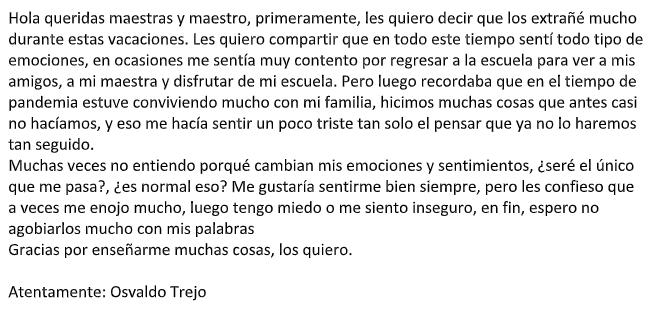 Hola queridas maestras y maestro, primeramente, les quiero decir que los extrañé mucho
durante estas vacaciones. Les quiero compartir que en todo este tiempo sentí todo tipo de
emociones, en ocasiones me sentía muy contento por regresar a la escuela para ver a mis
amigos, a mi maestra y disfrutar de mi escuela. Pero luego recordaba que en el tiempo de
pandemia estuve conviviendo mucho con mi familia, hicimos muchas cosas que antes casi
no hacíamos, y eso me hacía sentir un poco triste tan solo el pensar que ya no lo haremos
tan seguido.
Muchas veces no entiendo porqué cambian mis emociones y sentimientos, ¿seré el único
que me pasa?, ¿es normal eso? Me gustaría sentirme bien siempre, pero les confieso que
a veces me enojo mucho, luego tengo miedo o me siento inseguro, en fin, espero no
agobiarlos mucho con mis palabras
Gracias por enseñarme muchas cosas, los quiero.
Atentamente: Osvaldo Trejo